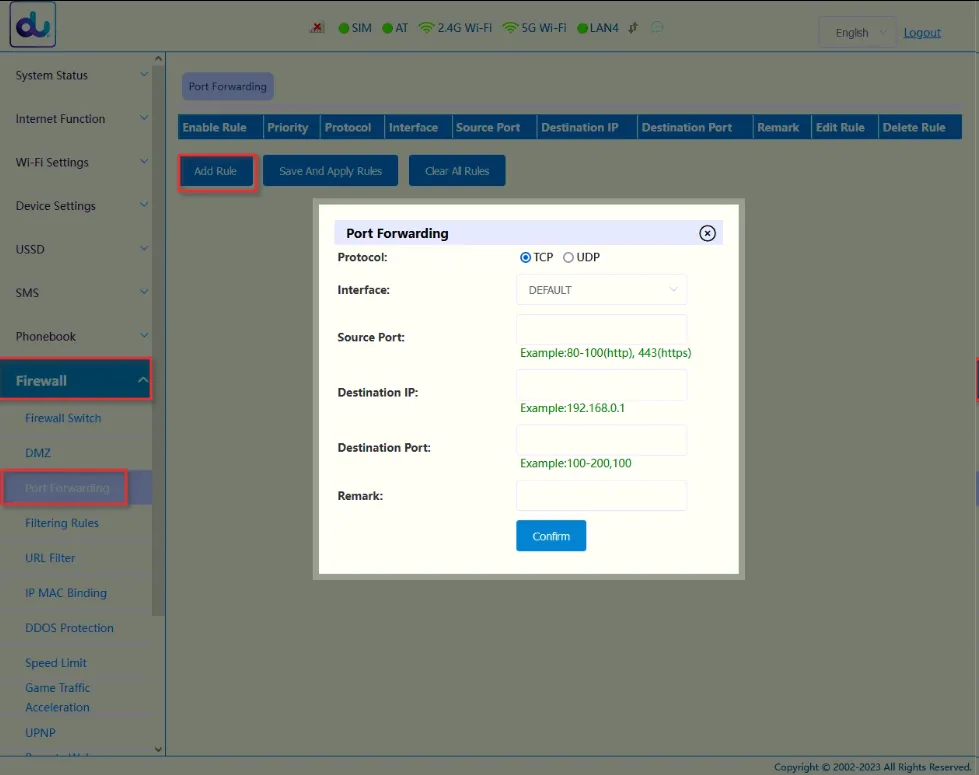 du
SIM AT 2.4G Wi-Fi 5G Wi-Fi LAN4
English Logout
System Status
Internet Function
Wi-Fi Settings
Device Settings
USSD
SMS
Phonebook
Firewall
Firewall Switch
DMZ
Port Forwarding
Filtering Rules
URL Filter
IP MAC Binding
DDOS Protection
Speed Limit
Game Traffic
Acceleration
UPNP
Port Forwarding
Enable Rule Priority Protocol Interface Source Port Destination IP Destination Port Remark Edit Rule Delete Rule
Add Rule Save And Apply Rules Clear All Rules
Port Forwarding
Protocol: TCP UDP
Interface: DEFAULT
Source Port:
Example:80-100(http), 443(https)
Destination IP:
Example:192.168.0.1
Destination Port:
Example:100-200,100
Remark:
Confirm
Copyright © 2002-2023 All Rights Reserved.